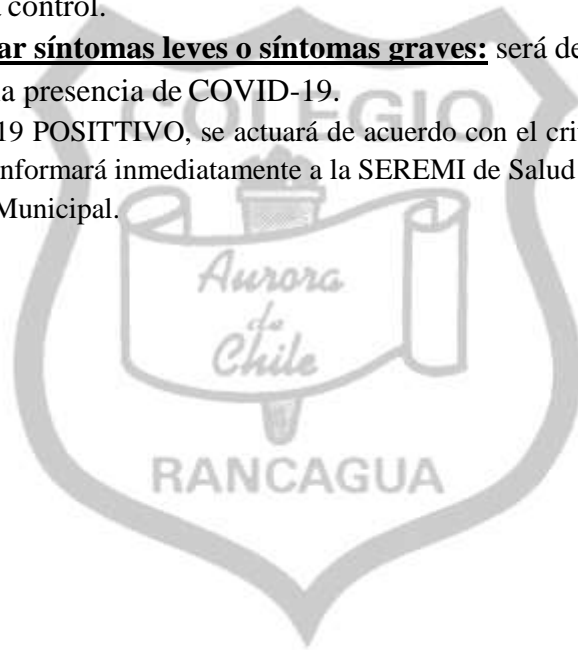 control.
ar síntomas leves o síntomas graves: será de
a presencia de COVID-19.
19 POSITTIVO, se actuará de acuerdo con el cri
nformará inmediatamente a la SEREMI de Salud
Municipal.
COLEGIO
Aurora
de
Chile
RANCAGUA